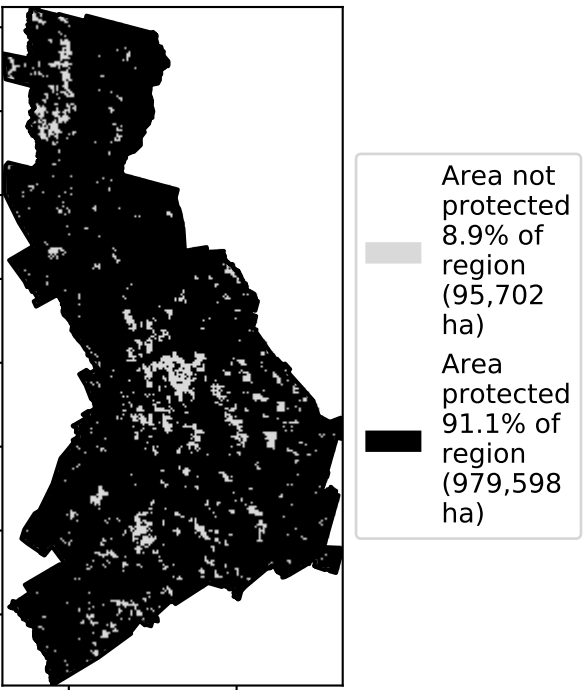 Area not
protected
8.9% of
region
(95,702
ha)
Area
protected
91.1% of
region
(979,598
ha)